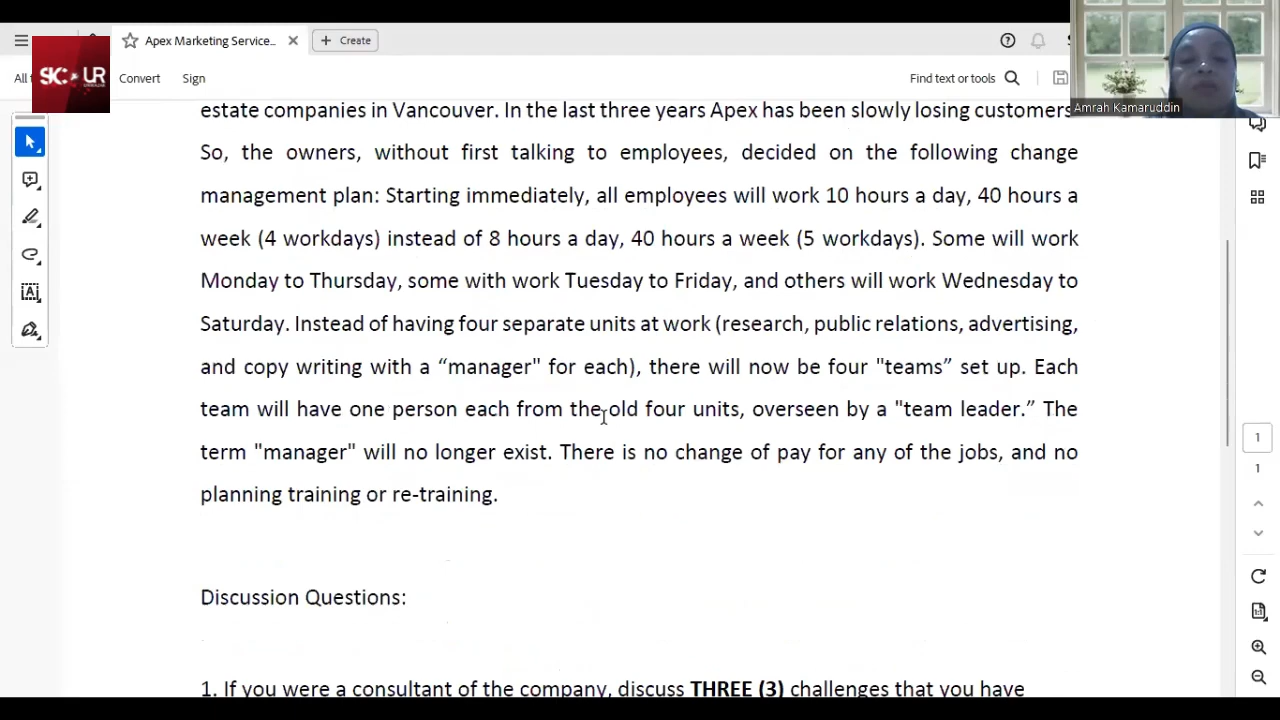 Apex Marketing Service...
Create
All
Convert
Sign
Find text or tools
Amrah Kamaruddin
estate companies in Vancouver. In the last three years Apex has been slowly losing customers.
So, the owners, without first talking to employees, decided on the following change
management plan: Starting immediately, all employees will work 10 hours a day, 40 hours a
week (4 workdays) instead of 8 hours a day, 40 hours a week (5 workdays). Some will work
Monday to Thursday, some with work Tuesday to Friday, and others will work Wednesday to
Saturday. Instead of having four separate units at work (research, public relations, advertising,
and copy writing with a “manager" for each), there will now be four "teams” set up. Each
team will have one person each from the old four units, overseen by a "team leader.” The
term "manager" will no longer exist. There is no change of pay for any of the jobs, and no
planning training or re-training.
Discussion Questions:
1. If you were a consultant of the company, discuss THREE (3) challenges that you have
1
1